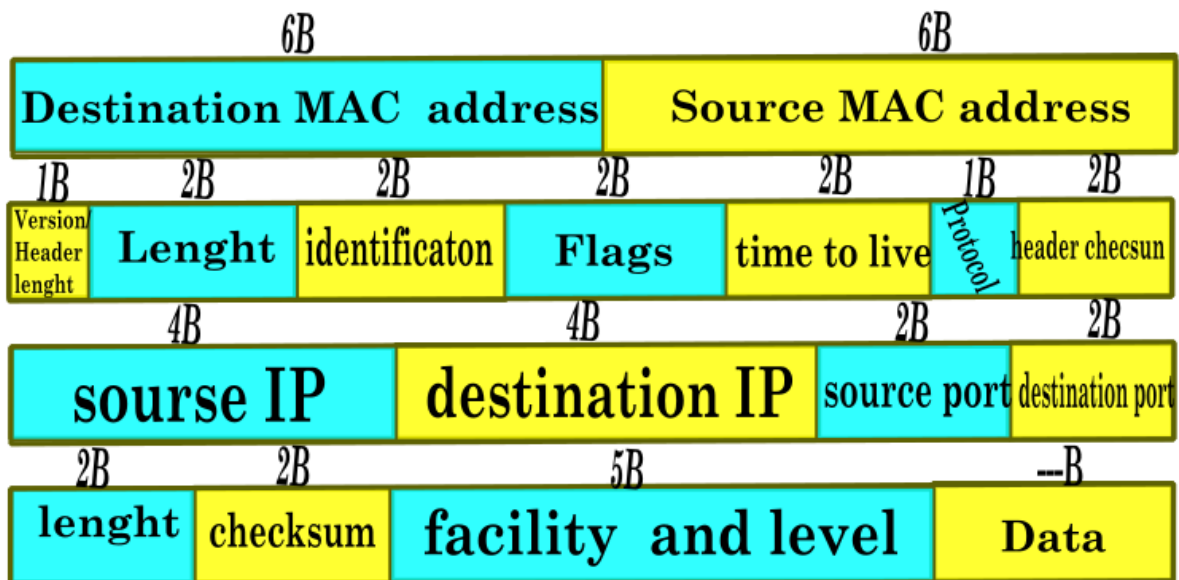 6B 6B
Destination MAC address Source MAC address
1B 2B 2B 2B 2B 1B 2B
Version/
Header
lenght
Lenght identificaton Flags time to live Protocol header checsun
4B 4B 2B 2B
sourse IP destination IP source port destination port
2B 2B 5B ---B
lenght checksum facility and level Data